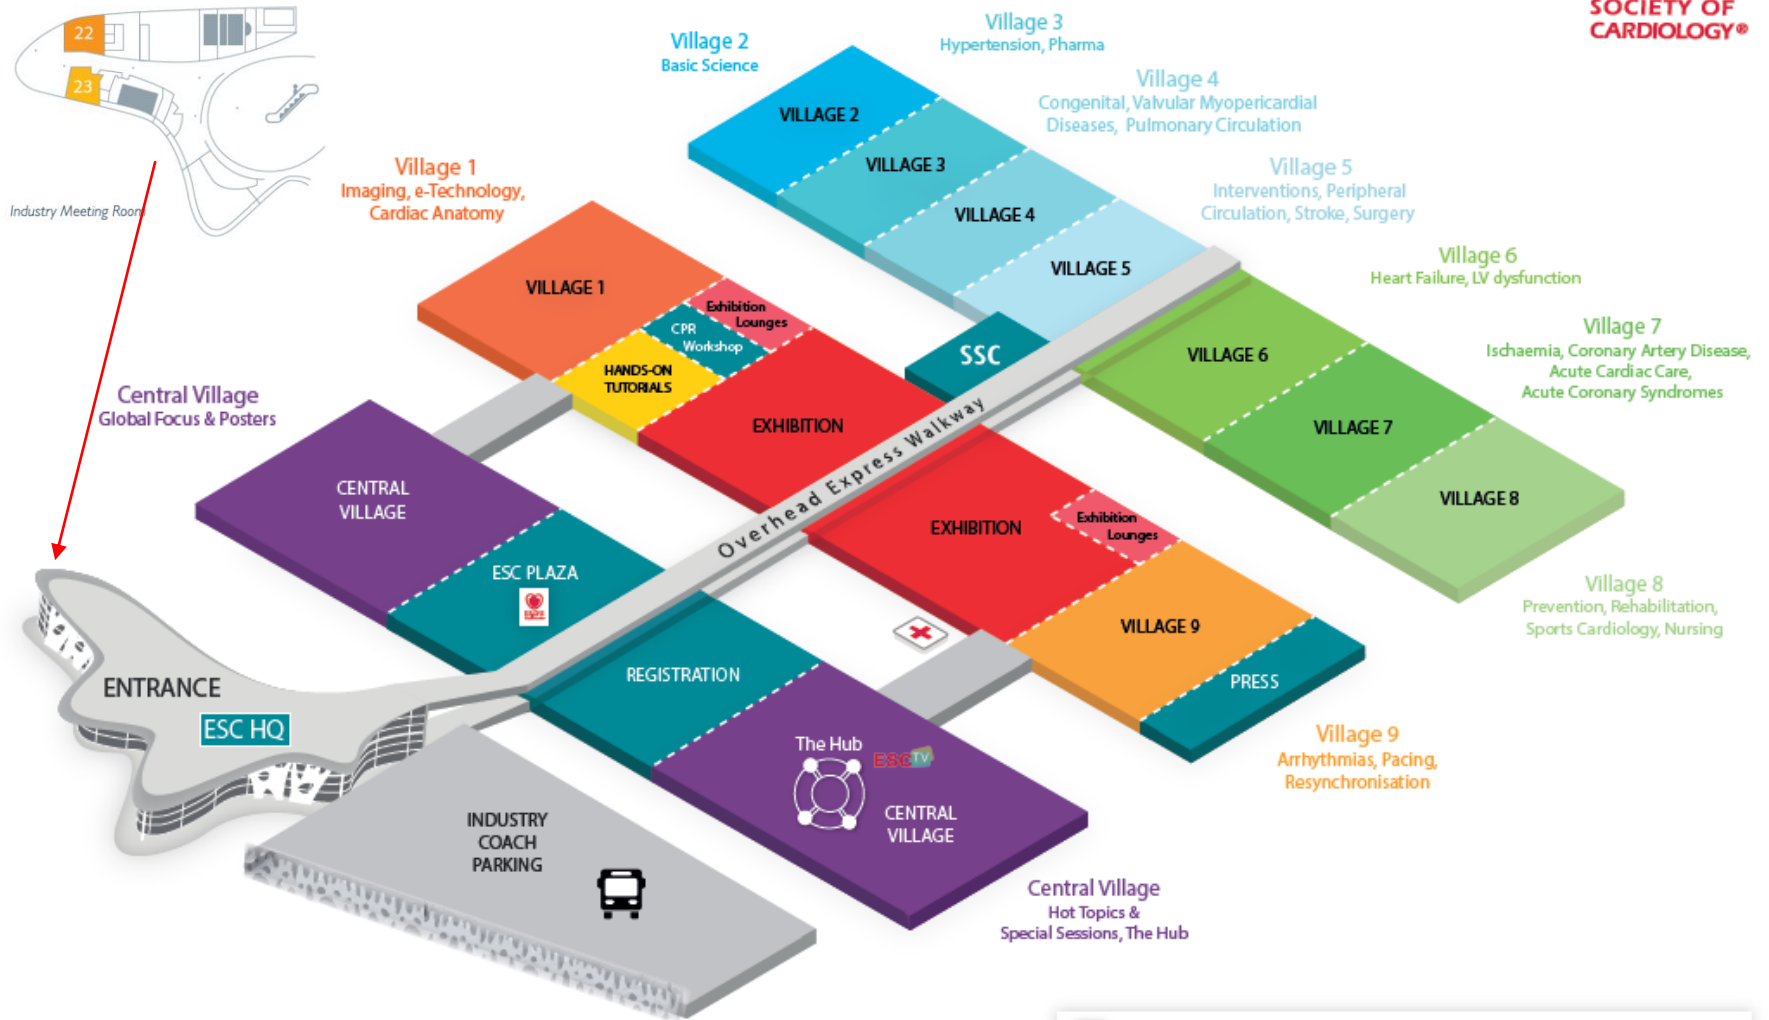 22
23
Industry Meeting Room
SOCIETY OF
CARDIOLOGY®
Village 1
Imaging, e-Technology,
Cardiac Anatomy
Village 2
Basic Science
Village 3
Hypertension, Pharma
Village 4
Congenital, Valvular Myopericardial
Diseases, Pulmonary Circulation
Village 5
Interventions, Peripheral
Circulation, Stroke, Surgery
Village 6
Heart Failure, LV dysfunction
Village 7
Ischaemia, Coronary Artery Disease,
Acute Cardiac Care,
Acute Coronary Syndromes
Village 8
Prevention, Rehabilitation,
Sports Cardiology, Nursing
Village 9
Arrhythmias, Pacing,
Resynchronisation
Central Village
Global Focus & Posters
Central Village
Hot Topics &
Special Sessions, The Hub
VILLAGE 2
VILLAGE 3
VILLAGE 4
VILLAGE 5
VILLAGE 1
Exhibition
Lounges
CPR
Workshop
HANDS-ON
TUTORIALS
EXHIBITION
SSC
VILLAGE 6
VILLAGE 7
VILLAGE 8
Overhead Express Walkway
EXHIBITION
Exhibition
Lounges
VILLAGE 9
PRESS
CENTRAL
VILLAGE
ESC PLAZA
REGISTRATION
The Hub
ESC TV
CENTRAL
VILLAGE
ENTRANCE
ESC HQ
INDUSTRY
COACH
PARKING